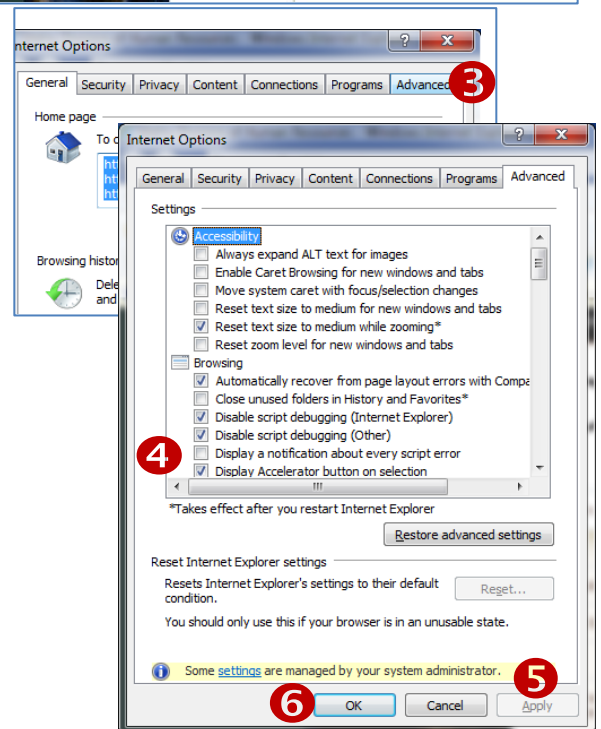 nternet Options
General Security Privacy Content Connections Programs Advanced
3
Home page
To c
htt
htt
htt
Browsing histor
Dele
and
Internet Options
General Security Privacy Content Connections Programs Advanced
Settings
Accessibility
Always expand ALT text for images
Enable Caret Browsing for new windows and tabs
Move system caret with focus/selection changes
Reset text size to medium for new windows and tabs
Reset text size to medium while zooming*
Reset zoom level for new windows and tabs
Browsing
Automatically recover from page layout errors with Compa
Close unused folders in History and Favorites*
Disable script debugging (Internet Explorer)
Disable script debugging (Other)
4
Display a notification about every script error
Display Accelerator button on selection
*Takes effect after you restart Internet Explorer
Restore advanced settings
Reset Internet Explorer settings
Resets Internet Explorer's settings to their default
condition.
Reset...
You should only use this if your browser is in an unusable state.
Some settings are managed by your system administrator.
5
6
OK Cancel Apply